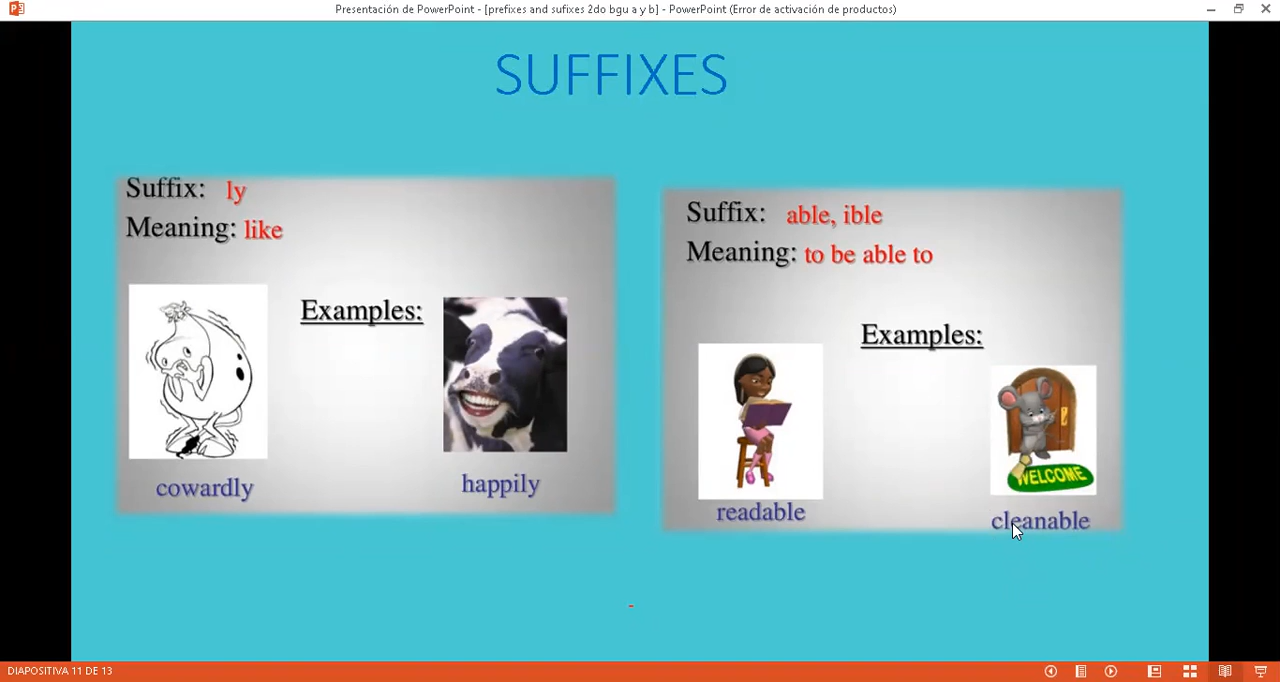 Presentación de PowerPoint - [prefixes and sufixes 2do bgu a y b] - PowerPoint (Error de activación de productos)
SUFFIXES
Suffix: ly
Meaning: like
Examples:
cowardly
happily
Suffix: able, ible
Meaning: to be able to
Examples:
WELCOME
readable
cleanable
DIAPOSITIVA 11 DE 13